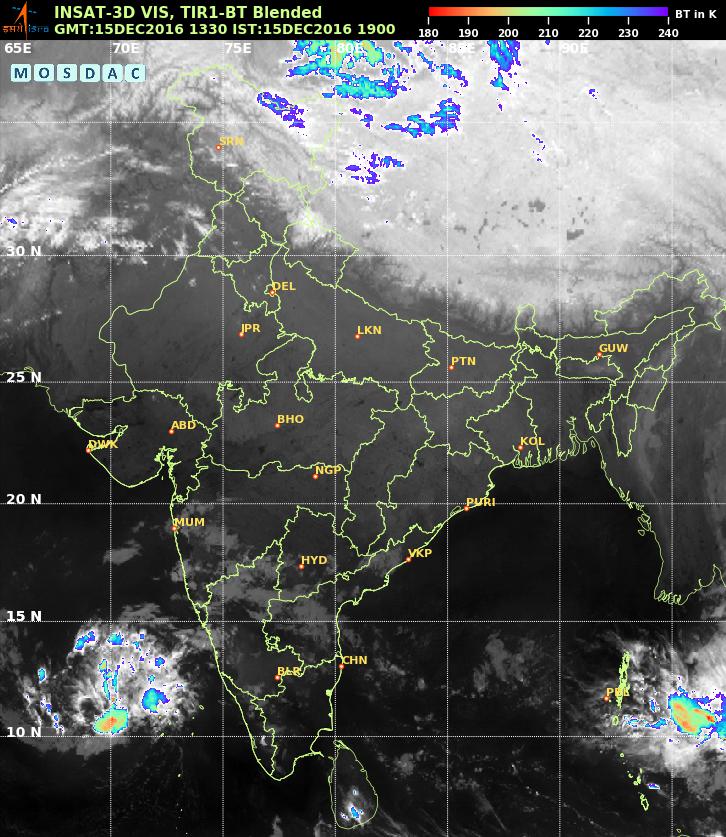 INSAT-3D VIS, TIR1-BT Blended
GMT:15DEC2016 1330 IST:15DEC2016 1900
BT in K
180 190 200 210 220 230 240
65E 70E 75E 80E 85E 90E
MOSDAC
SRN
30 N
DEL
JPR LKN
GUW
PTN
25 N
ABD BHO
DWK KOL
NGP
20 N PURI
MUM
VKP
HYD
15 N
CHN
BLR
PBL
10 N